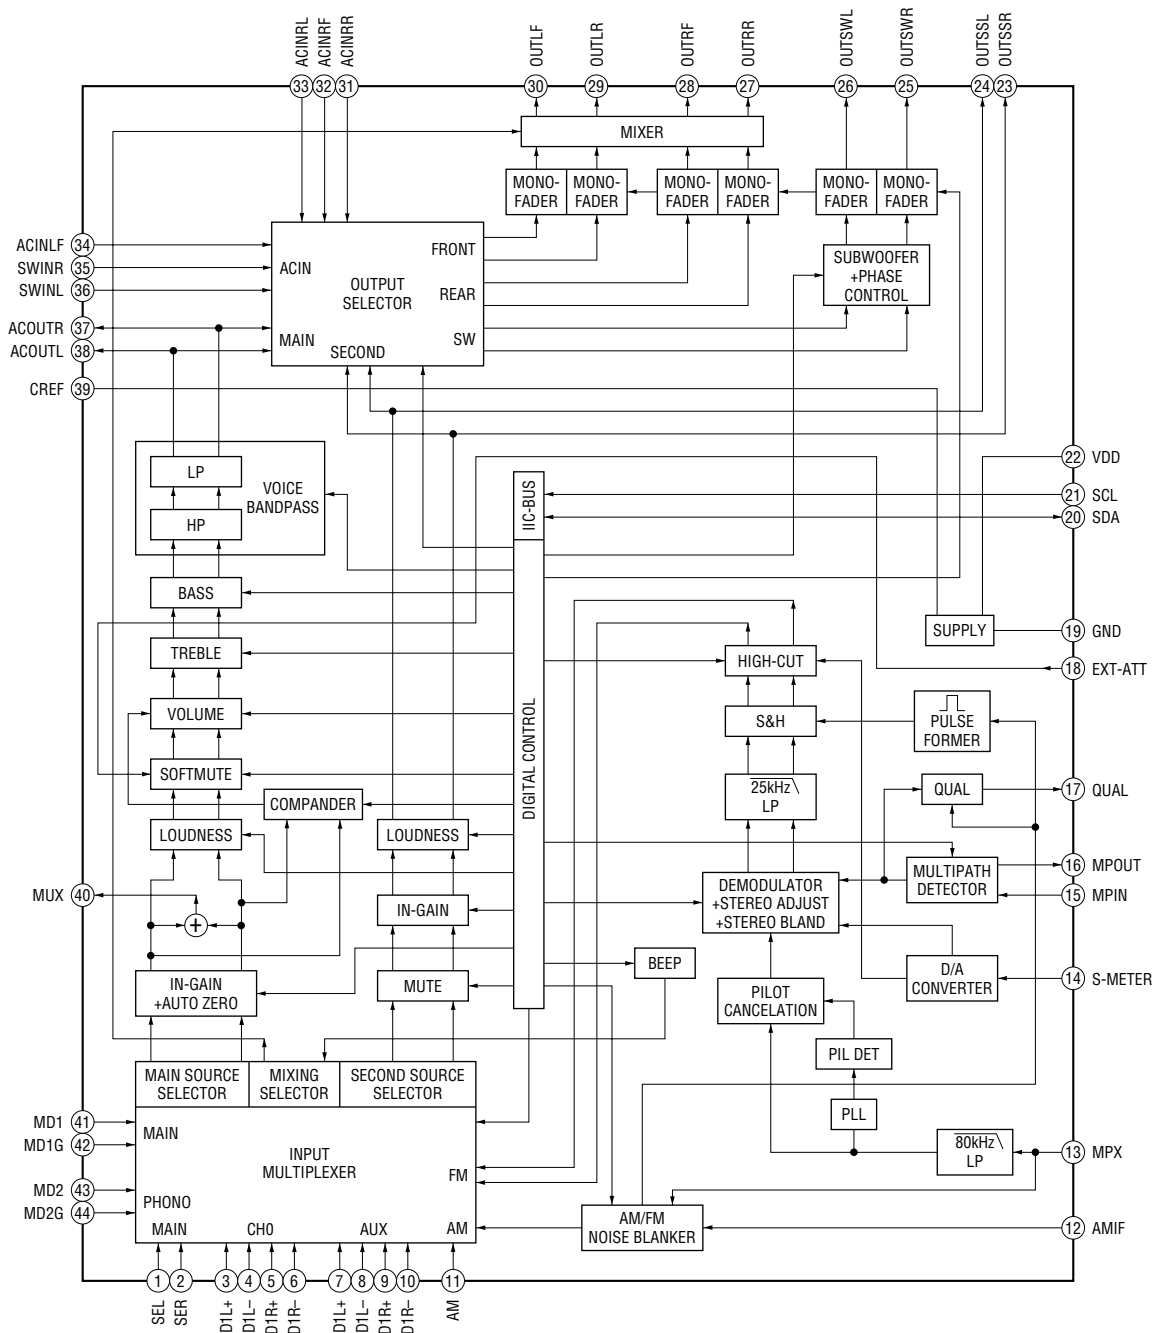 ACINRL
ACINRF
ACINRR
OUTLF
OUTLR
OUTRF
OUTRR
OUTSWL
OUTSWR
OUTSSL
OUTSSR
33
32
31
30
29
28
27
26
25
24
23
MIXER
MONO-
FADER
MONO-
FADER
MONO-
FADER
MONO-
FADER
MONO-
FADER
MONO-
FADER
ACINLF 34
SWINR 35
SWINL 36
ACOUTR 37
ACOUTL 38
CREF 39
ACIN
MAIN
SECOND
OUTPUT
SELECTOR
FRONT
REAR
SW
SUBWOOFER
+PHASE
CONTROL
LP
HP
VOICE
BANDPASS
IIC-BUS
DIGITAL CONTROL
22 VDD
21 SCL
20 SDA
BASS
TREBLE
VOLUME
SOFTMUTE
LOUDNESS
COMPANDER
LOUDNESS
IN-GAIN
MUTE
HIGH-CUT
S&H
25kHz
LP
SUPPLY
19 GND
18 EXT-ATT
PULSE
FORMER
QUAL
17 QUAL
MULTIPATH
DETECTOR
16 MPOUT
15 MPIN
DEMODULATOR
+STEREO ADJUST
+STEREO BLAND
MUX 40
+
IN-GAIN
+AUTO ZERO
BEEP
PILOT
CANCELATION
D/A
CONVERTER
14 S-METER
PIL DET
PLL
80kHz
LP
13 MPX
MAIN SOURCE
SELECTOR
MIXING
SELECTOR
SECOND SOURCE
SELECTOR
MD1 41
MD1G 42
MD2 43
MD2G 44
MAIN
PHONO
INPUT
MULTIPLEXER
FM
MAIN
CH0
AUX
AM
AM/FM
NOISE BLANKER
12 AMIF
1
2
3
4
5
6
7
8
9
10
11
SEL
SER
D1L+
D1L–
D1R+
D1R–
D1L+
D1L–
D1R+
D1R–
AM